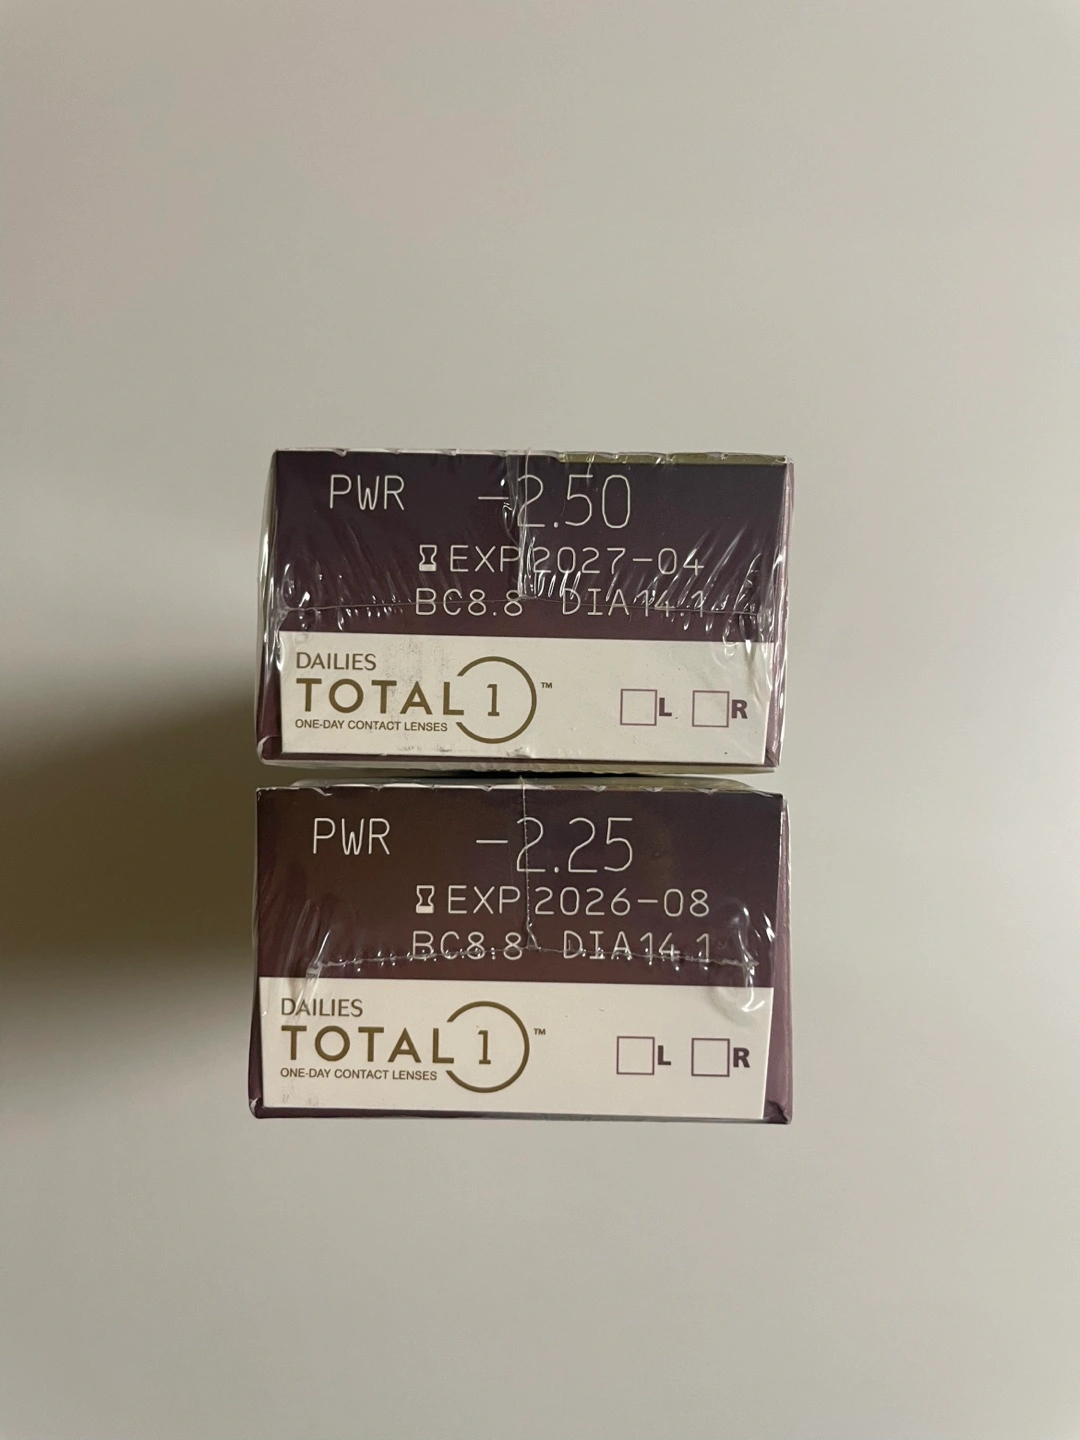 PWR -2.50
EXP 2027-04
BC8.8 DIA14.1
DAILIES
TOTAL 1™
ONE-DAY CONTACT LENSES
L R
PWR -2.25
EXP 2026-08
BC8.8 DIA14.1
DAILIES
TOTAL 1™
ONE-DAY CONTACT LENSES
L R